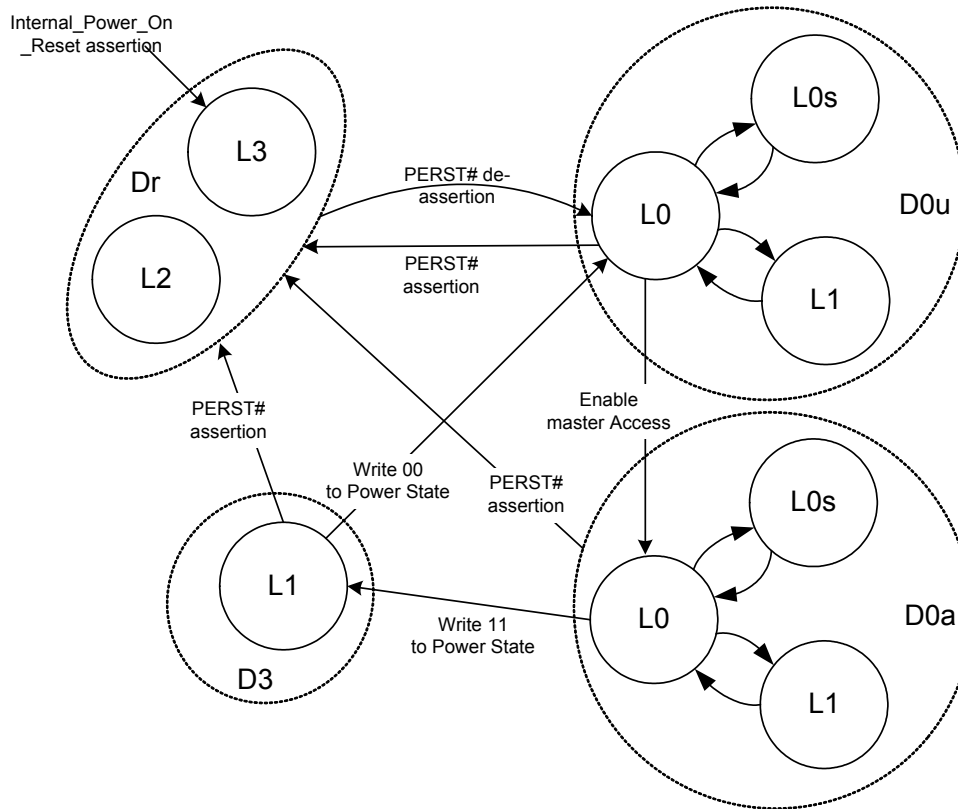 Internal_Power_On
_Reset assertion
L3
Dr
L2
PERST# de-
assertion
PERST#
assertion
L0s
L0
D0u
L1
Enable
master Access
PERST#
assertion
Write 00
to Power State
PERST#
assertion
L1
D3
Write 11
to Power State
L0s
L0
D0a
L1